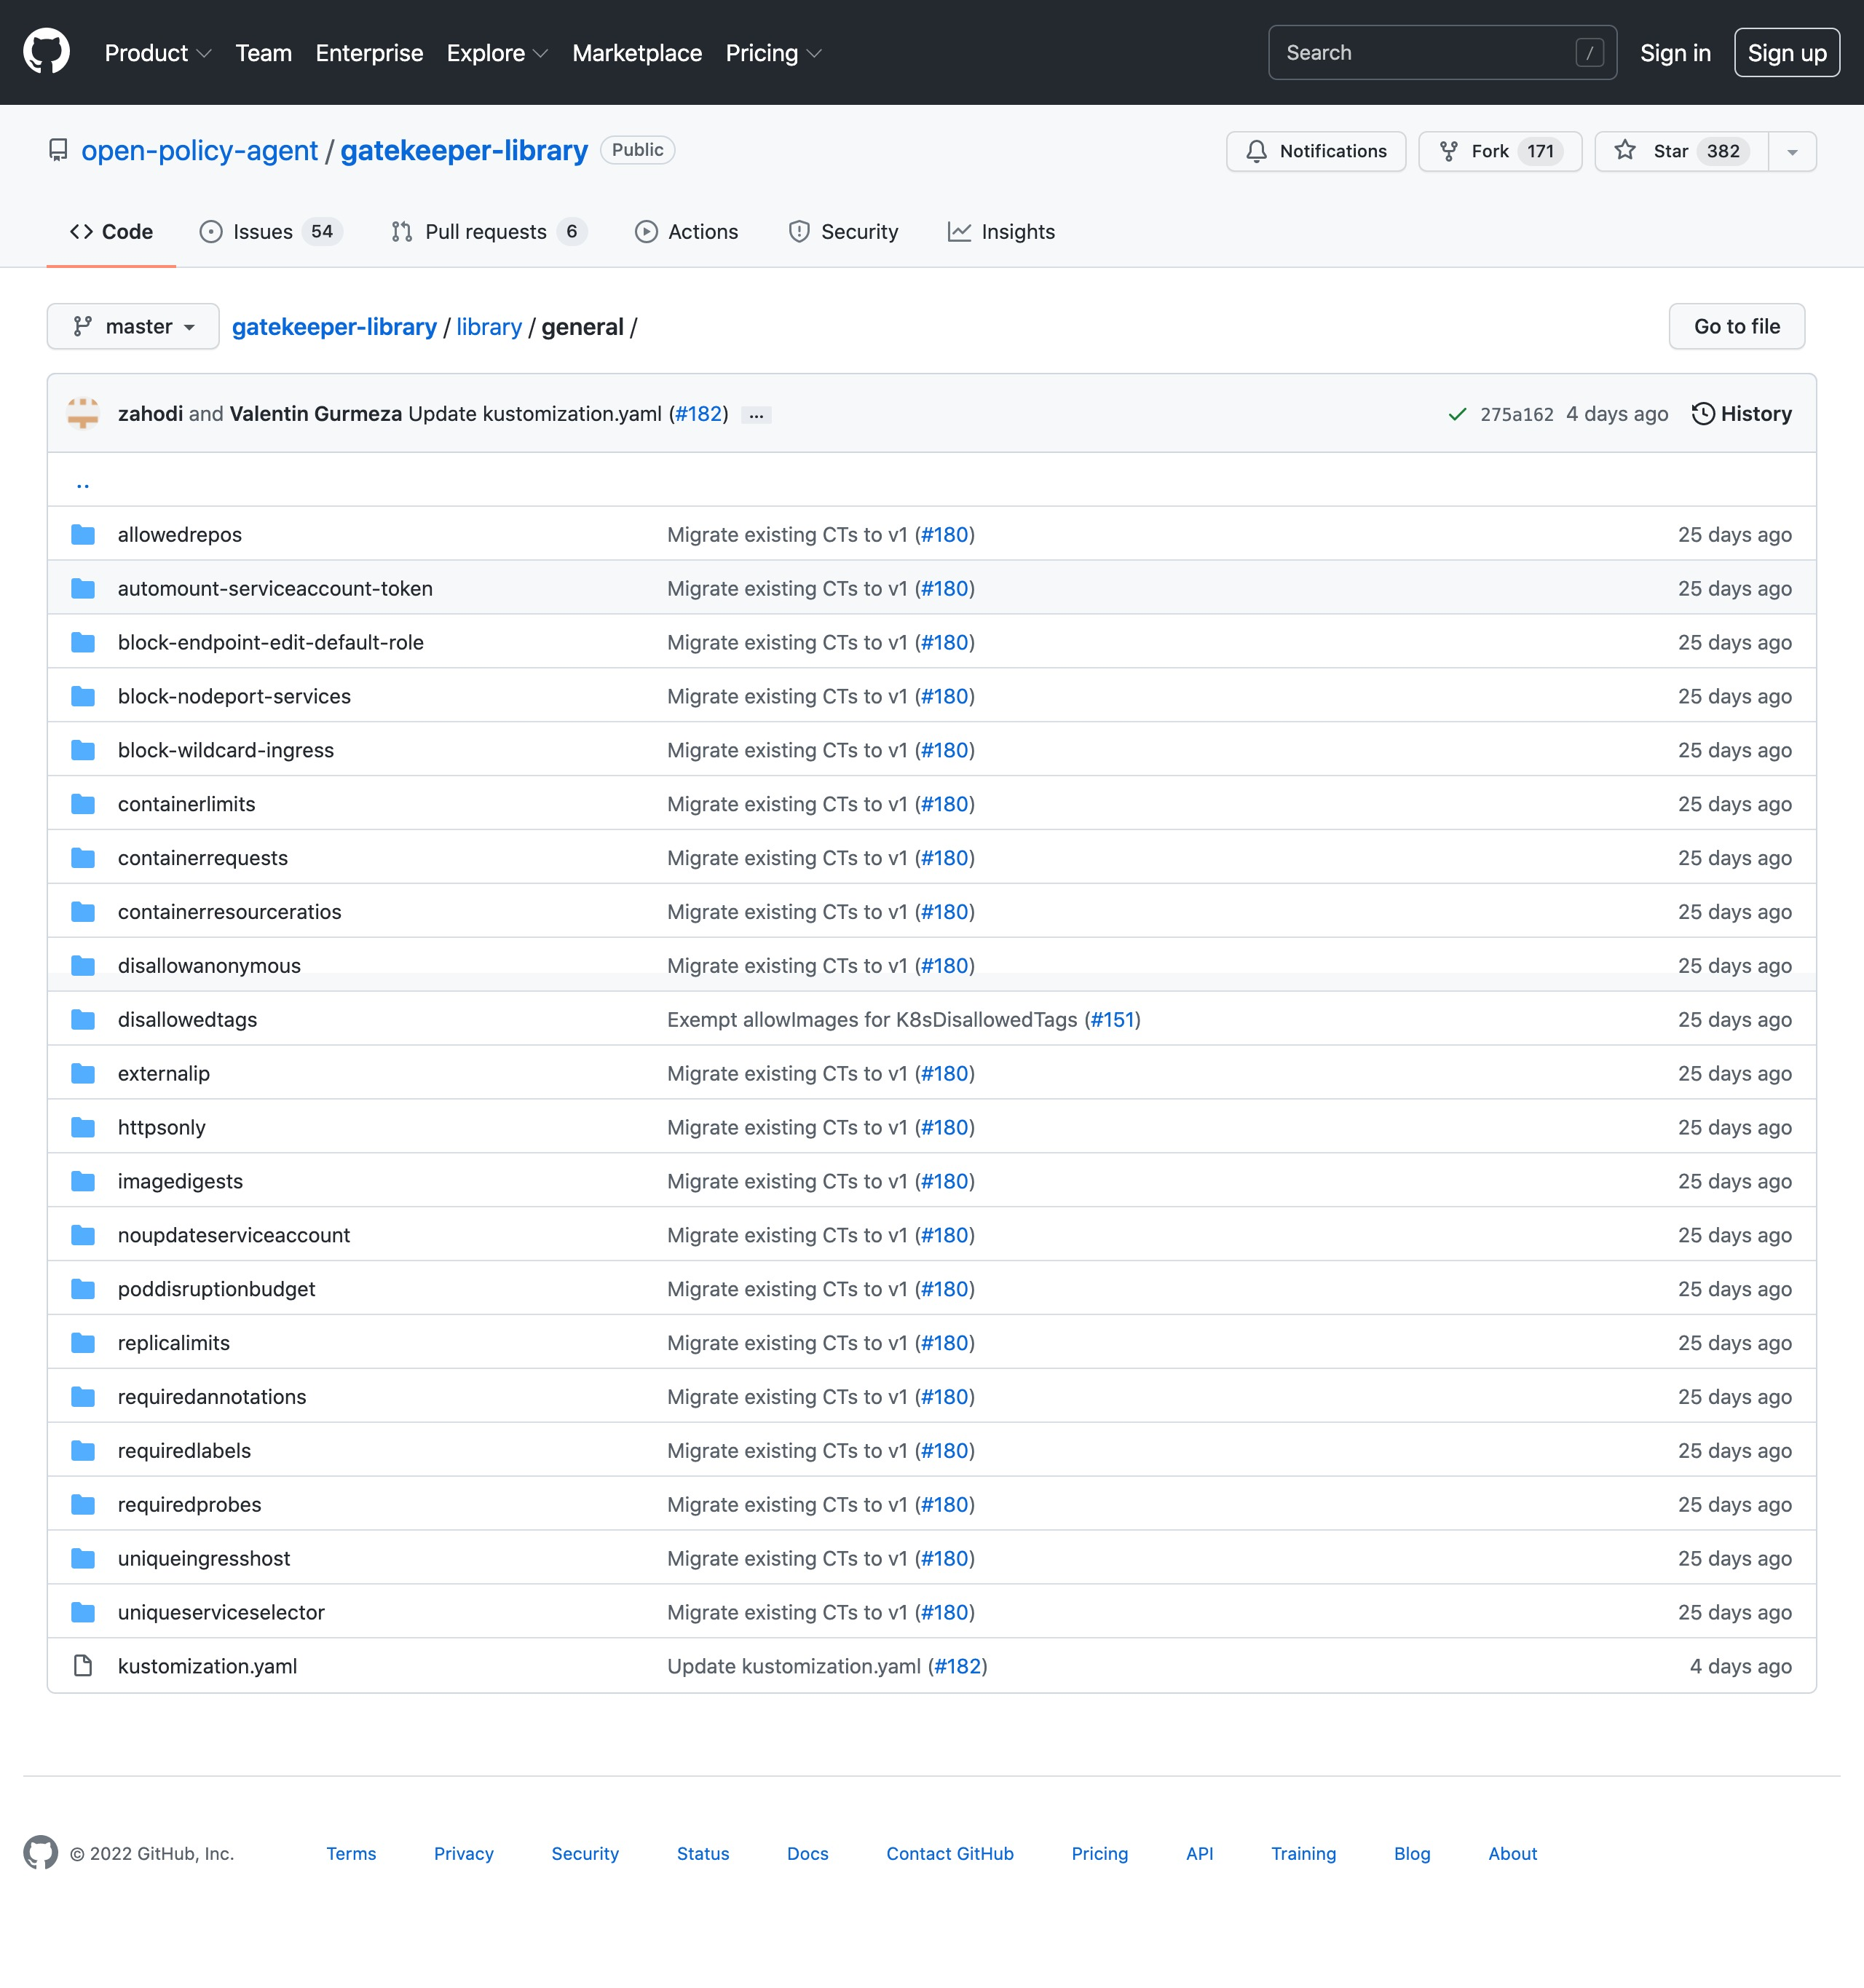 Product Team Enterprise Explore Marketplace Pricing Search / Sign in Sign up
open-policy-agent / gatekeeper-library Public Notifications Fork 171 Star 382
Code Issues 54 Pull requests 6 Actions Security Insights
master gatekeeper-library / library / general / Go to file
zahodi and Valentin Gurmeza Update kustomization.yaml (#182) ... 275a162 4 days ago History
..
allowedrepos Migrate existing CTs to v1 (#180) 25 days ago
automount-serviceaccount-token Migrate existing CTs to v1 (#180) 25 days ago
block-endpoint-edit-default-role Migrate existing CTs to v1 (#180) 25 days ago
block-nodeport-services Migrate existing CTs to v1 (#180) 25 days ago
block-wildcard-ingress Migrate existing CTs to v1 (#180) 25 days ago
containerlimits Migrate existing CTs to v1 (#180) 25 days ago
containerrequests Migrate existing CTs to v1 (#180) 25 days ago
containerresourceratios Migrate existing CTs to v1 (#180) 25 days ago
disallowanonymous Migrate existing CTs to v1 (#180) 25 days ago
disallowedtags Exempt allowImages for K8sDisallowedTags (#151) 25 days ago
externalip Migrate existing CTs to v1 (#180) 25 days ago
httpsonly Migrate existing CTs to v1 (#180) 25 days ago
imagedigests Migrate existing CTs to v1 (#180) 25 days ago
noupdateserviceaccount Migrate existing CTs to v1 (#180) 25 days ago
poddisruptionbudget Migrate existing CTs to v1 (#180) 25 days ago
replicalimits Migrate existing CTs to v1 (#180) 25 days ago
requiredannotations Migrate existing CTs to v1 (#180) 25 days ago
requiredlabels Migrate existing CTs to v1 (#180) 25 days ago
requiredprobes Migrate existing CTs to v1 (#180) 25 days ago
uniqueingresshost Migrate existing CTs to v1 (#180) 25 days ago
uniqueserviceselector Migrate existing CTs to v1 (#180) 25 days ago
kustomization.yaml Update kustomization.yaml (#182) 4 days ago
© 2022 GitHub, Inc. Terms Privacy Security Status Docs Contact GitHub Pricing API Training Blog About